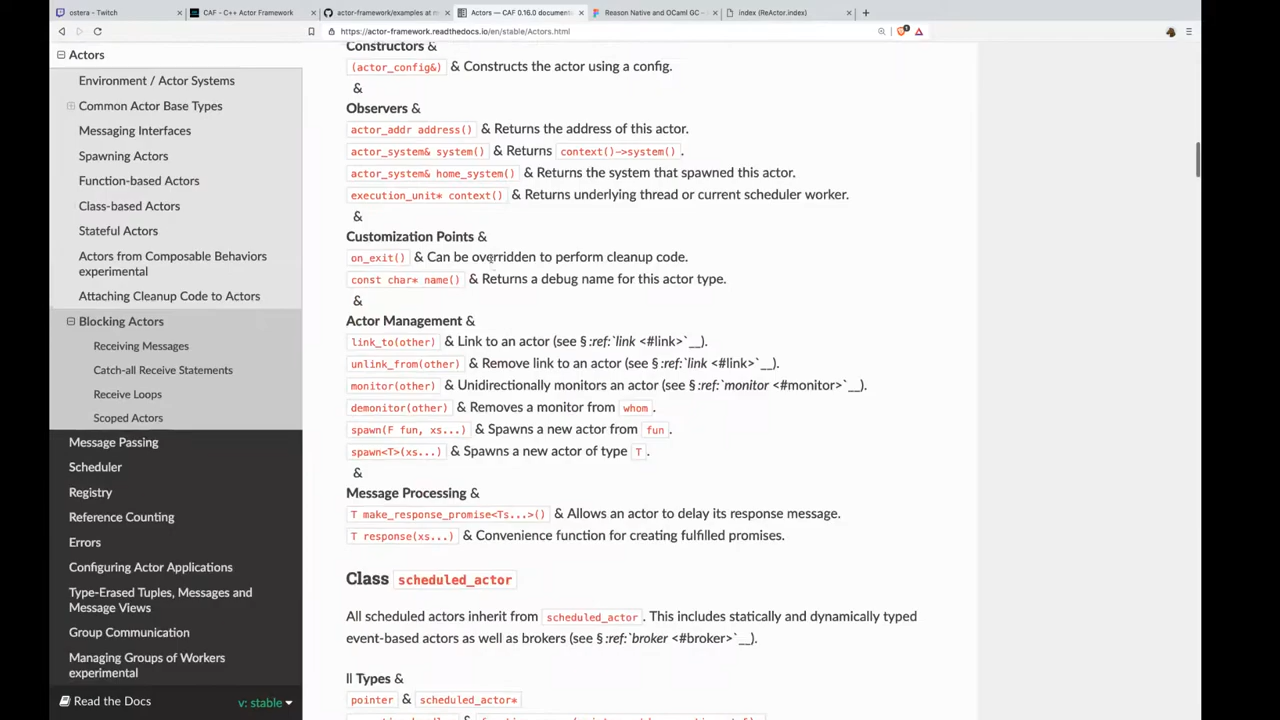 ostera - Twitch
CAF - C++ Actor Framework
actor-framework/examples at m
Actors — CAF 0.16.0 documenta
Reason Native and OCaml GC -
index (ReActor.index)
https://actor-framework.readthedocs.io/en/stable/Actors.html
Actors
Environment / Actor Systems
Common Actor Base Types
Messaging Interfaces
Spawning Actors
Function-based Actors
Class-based Actors
Stateful Actors
Actors from Composable Behaviors
experimental
Attaching Cleanup Code to Actors
Blocking Actors
Receiving Messages
Catch-all Receive Statements
Receive Loops
Scoped Actors
Message Passing
Scheduler
Registry
Reference Counting
Errors
Configuring Actor Applications
Type-Erased Tuples, Messages and
Message Views
Group Communication
Managing Groups of Workers
experimental
Read the Docs
v: stable
Constructors &
(actor_config&) & Constructs the actor using a config.
&
Observers &
actor_addr address() & Returns the address of this actor.
actor_system& system() & Returns context()->system() .
actor_system& home_system() & Returns the system that spawned this actor.
execution_unit* context() & Returns underlying thread or current scheduler worker.
&
Customization Points &
on_exit() & Can be overridden to perform cleanup code.
const char* name() & Returns a debug name for this actor type.
&
Actor Management &
link_to(other) & Link to an actor (see § :ref:`link <#link>`__).
unlink_from(other) & Remove link to an actor (see § :ref:`link <#link>`__).
monitor(other) & Unidirectionally monitors an actor (see § :ref:`monitor <#monitor>`__).
demonitor(other) & Removes a monitor from whom .
spawn(F fun, xs...) & Spawns a new actor from fun .
spawn<T>(xs...) & Spawns a new actor of type T .
&
Message Processing &
T make_response_promise<Ts...>() & Allows an actor to delay its response message.
T response(xs...) & Convenience function for creating fulfilled promises.
Class scheduled_actor
All scheduled actors inherit from scheduled_actor . This includes statically and dynamically typed
event-based actors as well as brokers (see § :ref:`broker <#broker>`__).
ll Types &
pointer & scheduled_actor*